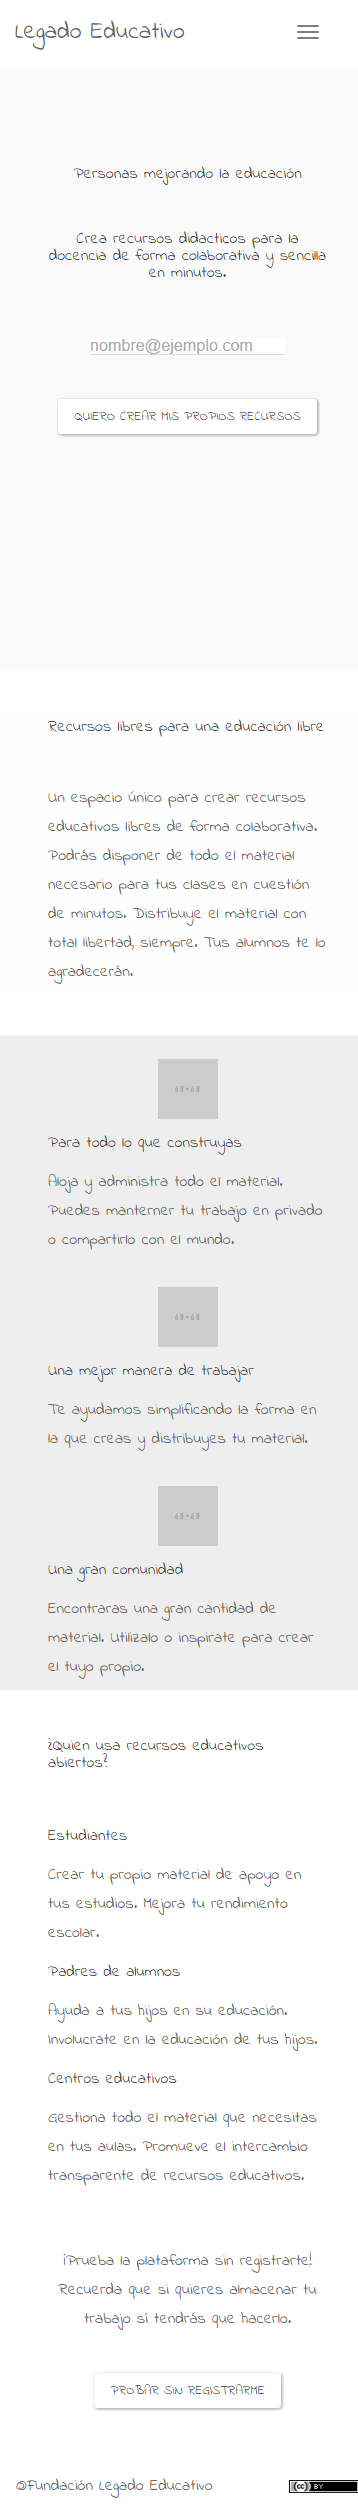 Legado Educativo
Personas mejorando la educación
Crea recursos didacticos para la
docencia de forma colaborativa y sencilla
en minutos.
nombre@ejemplo.com
QUIERO CREAR MIS PROPIOS RECURSOS
Recursos libres para una educación libre
Un espacio único para crear recursos
educativos libres de forma colaborativa.
Podrás disponer de todo el material
necesario para tus clases en cuestión
de minutos. Distribuye el material con
total libertad, siempre. Tus alumnos te lo
agradecerán.
60×60
Para todo lo que construyas
Aloja y administra todo el material.
Puedes manterner tu trabajo en privado
o compartirlo con el mundo.
60×60
Una mejor manera de trabajar
Te ayudamos simplificando la forma en
la que creas y distribuyes tu material.
60×60
Una gran comunidad
Encontraras una gran cantidad de
material. Utilizalo o inspirate para crear
el tuyo propio.
¿Quien usa recursos educativos
abiertos?
Estudiantes
Crear tu propio material de apoyo en
tus estudios. Mejora tu rendimiento
escolar.
Padres de alumnos
Ayuda a tus hijos en su educación.
Involucrate en la educación de tus hijos.
Centros educativos
Gestiona todo el material que necesitas
en tus aulas. Promueve el intercambio
transparente de recursos educativos.
¡Prueba la plataforma sin registrarte!
Recuerda que si quieres almacenar tu
trabajo sí tendrás que hacerlo.
PROBAR SIN REGISTRARME
©Fundación Legado Educativo
cc BY